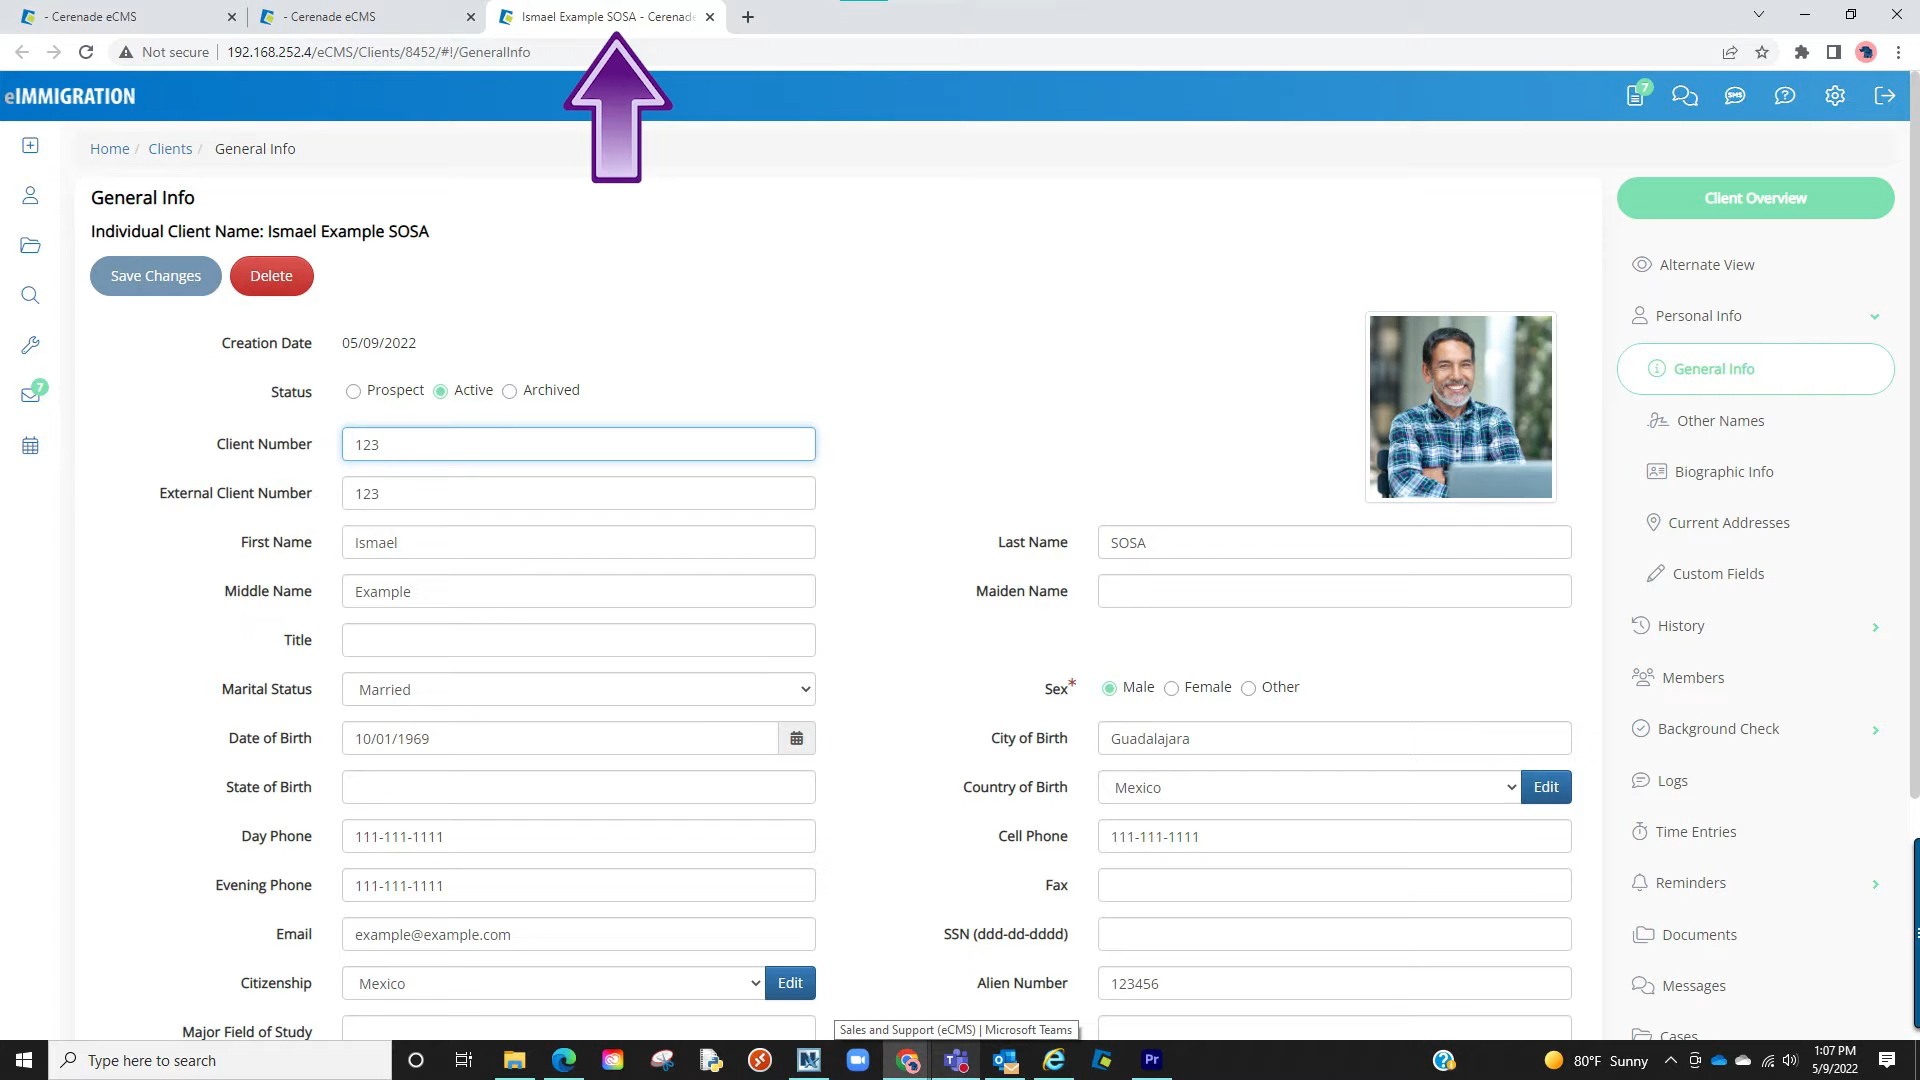 - Cerenade eCMS
- Cerenade eCMS
Ismael Example SOSA - Cerenade
Not secure
192.168.252.4/eCMS/Clients/8452/#!/GeneralInfo
eIMMIGRATION
7
SMS
Home / Clients / General Info
General Info
Individual Client Name: Ismael Example SOSA
Save Changes
Delete
Creation Date 05/09/2022
Status Prospect Active Archived
Client Number 123
External Client Number 123
First Name Ismael
Last Name SOSA
Middle Name Example
Maiden Name
Title
Marital Status Married
Sex* Male Female Other
Date of Birth 10/01/1969
City of Birth Guadalajara
State of Birth
Country of Birth Mexico Edit
Day Phone 111-111-1111
Cell Phone 111-111-1111
Evening Phone 111-111-1111
Fax
Email example@example.com
SSN (ddd-dd-dddd)
Citizenship Mexico Edit
Alien Number 123456
Major Field of Study
Client Overview
Alternate View
Personal Info
General Info
Other Names
Biographic Info
Current Addresses
Custom Fields
History
Members
Background Check
Logs
Time Entries
Reminders
Documents
Messages
Cases
7
Sales and Support (eCMS) | Microsoft Teams
Type here to search
Pr
80°F Sunny
1:07 PM
5/9/2022